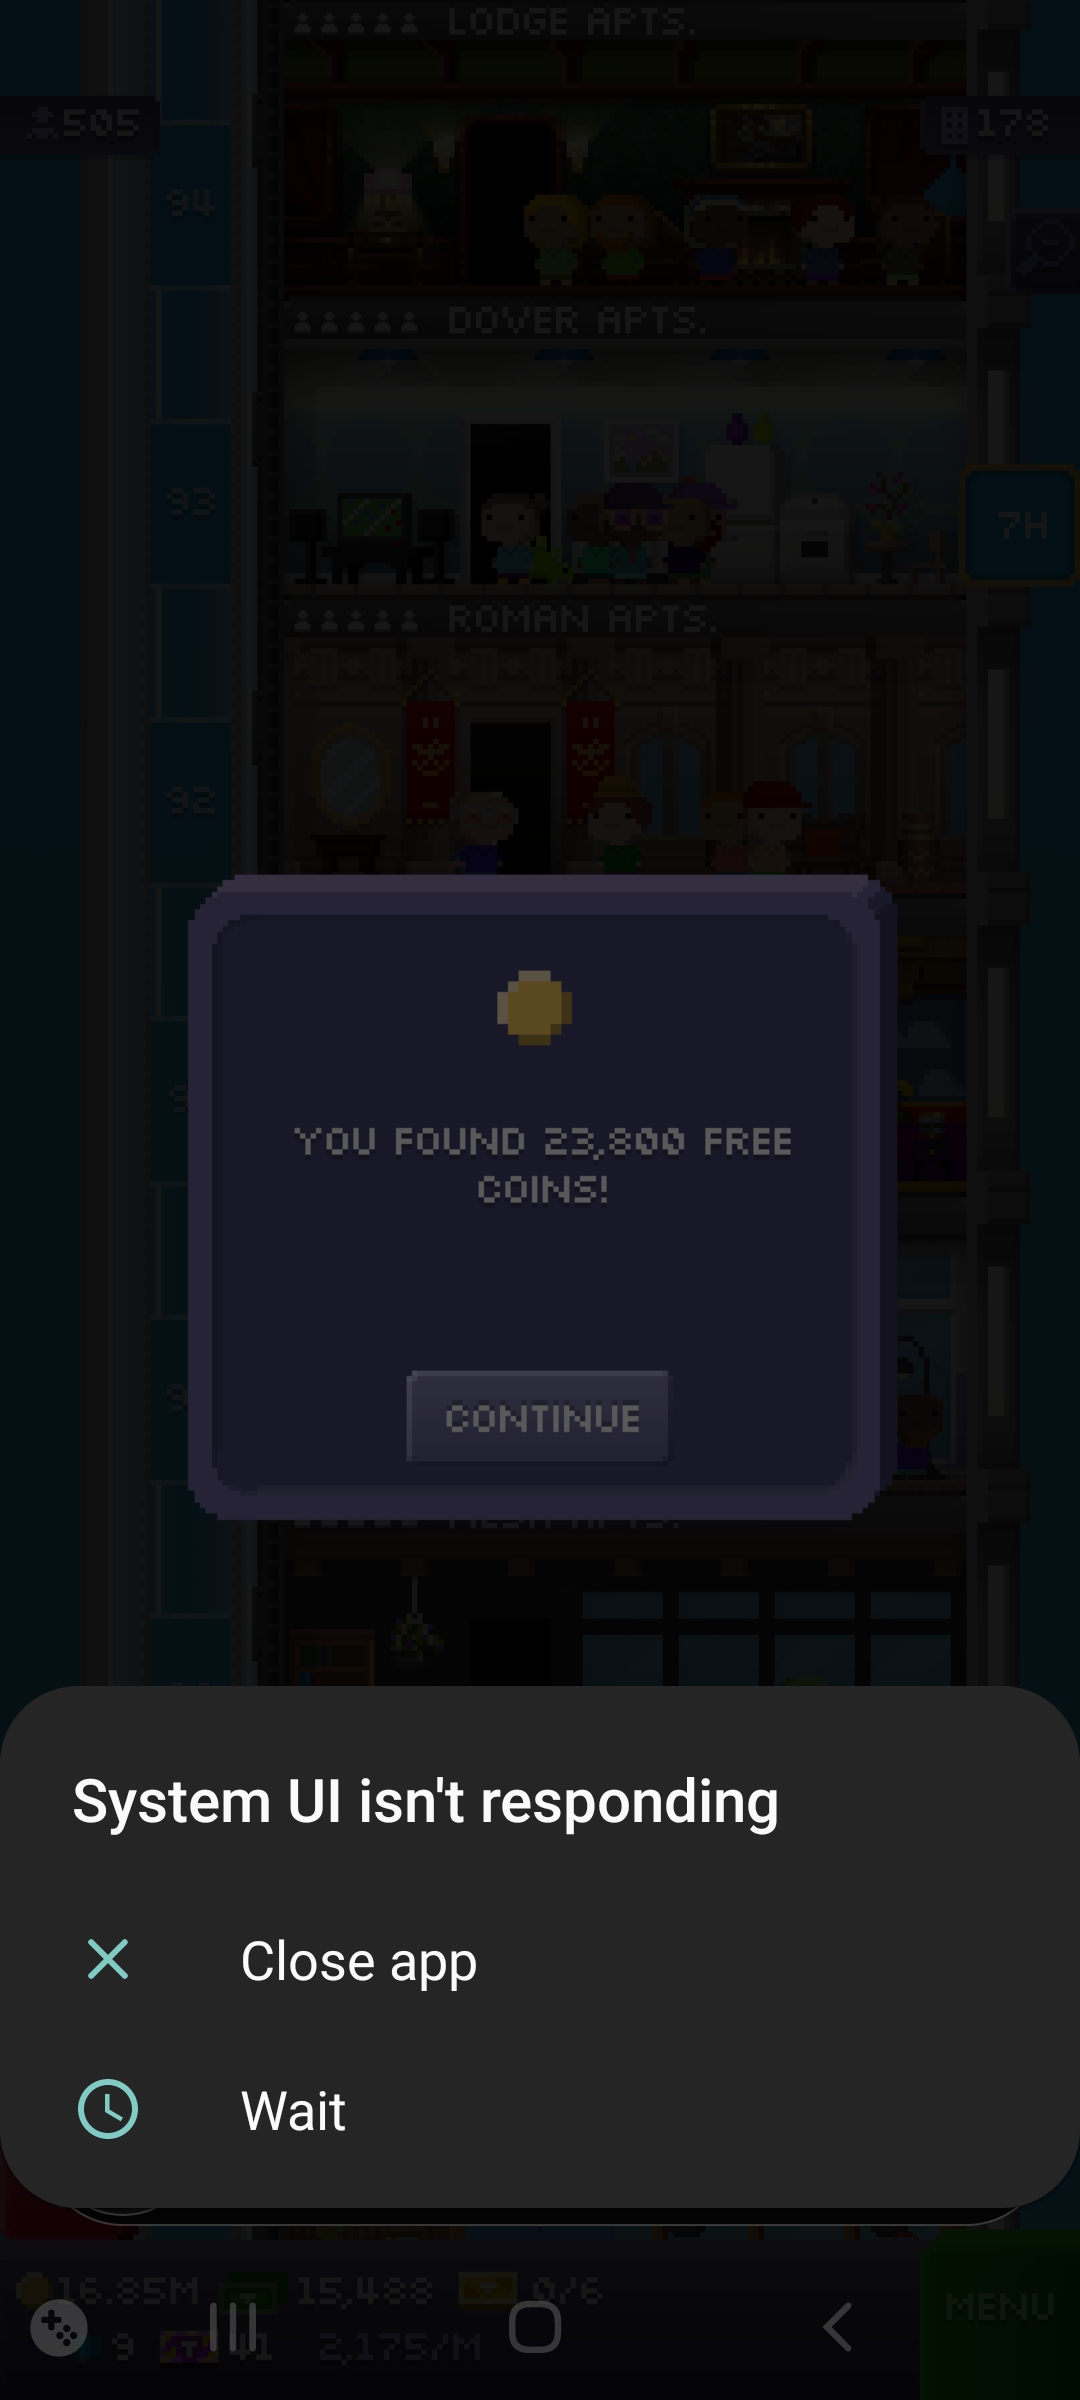 LODGE APTS.
505
178
94
DOVER APTS.
93
7H
ROMAN APTS.
92
YOU FOUND 23,800 FREE
COINS!
CONTINUE
System UI isn't responding
Close app
Wait
16.85M 15,488 0/6
MENU
9 41 2,175/M